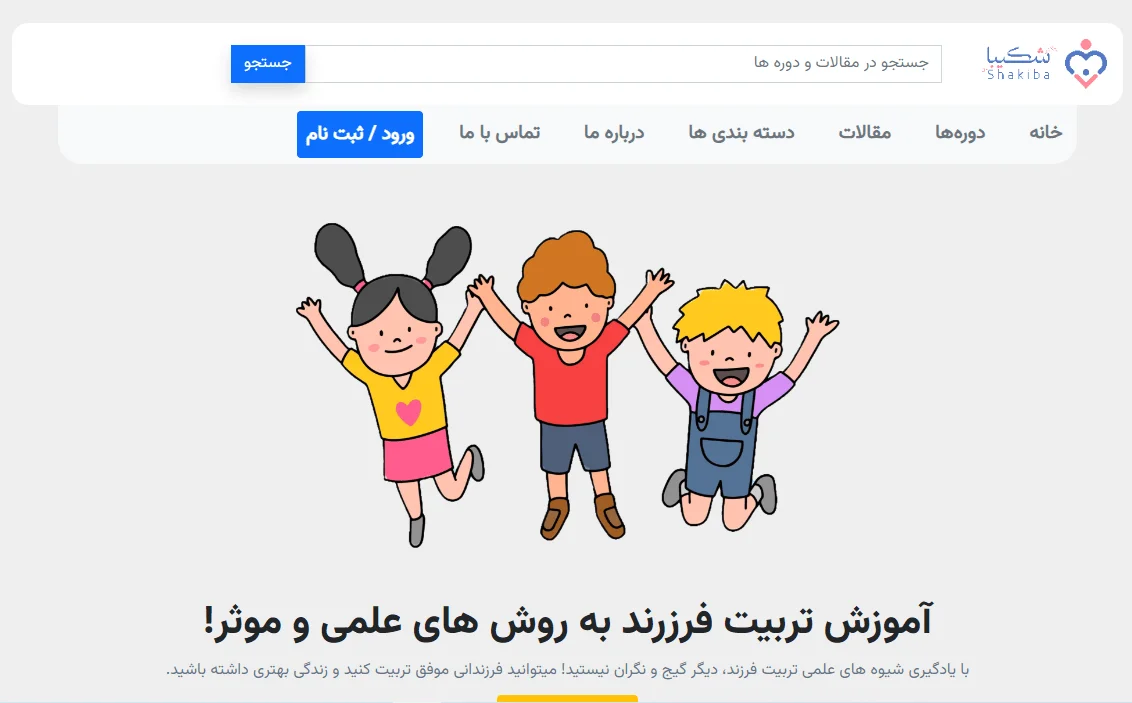 شکیبا
Shakiba
جستجو در مقالات و دوره ها
جستجو
خانه
دوره‌ها
مقالات
دسته بندی ها
درباره ما
تماس با ما
ورود / ثبت نام
آموزش تربیت فرزرند به روش های علمی و موثر!
با یادگیری شیوه های علمی تربیت فرزند، دیگر گیج و نگران نیستید! میتوانید فرزندانی موفق تربیت کنید و زندگی بهتری داشته باشید.